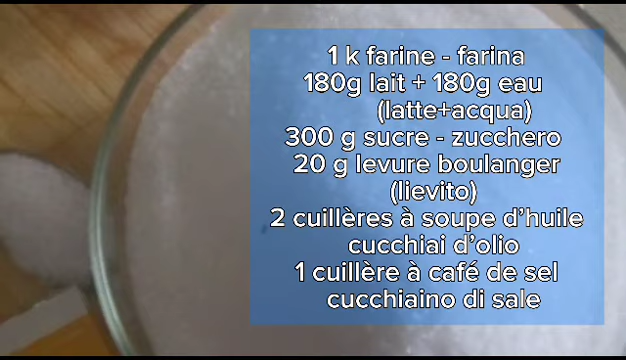 1 k farine - farina
180g lait + 180g eau
(latte+acqua)
300 g sucre - zucchero
20 g levure boulanger
(lievito)
2 cuillères à soupe d'huile
cucchiai d'olio
1 cuillère à café de sel
cucchiaino di sale